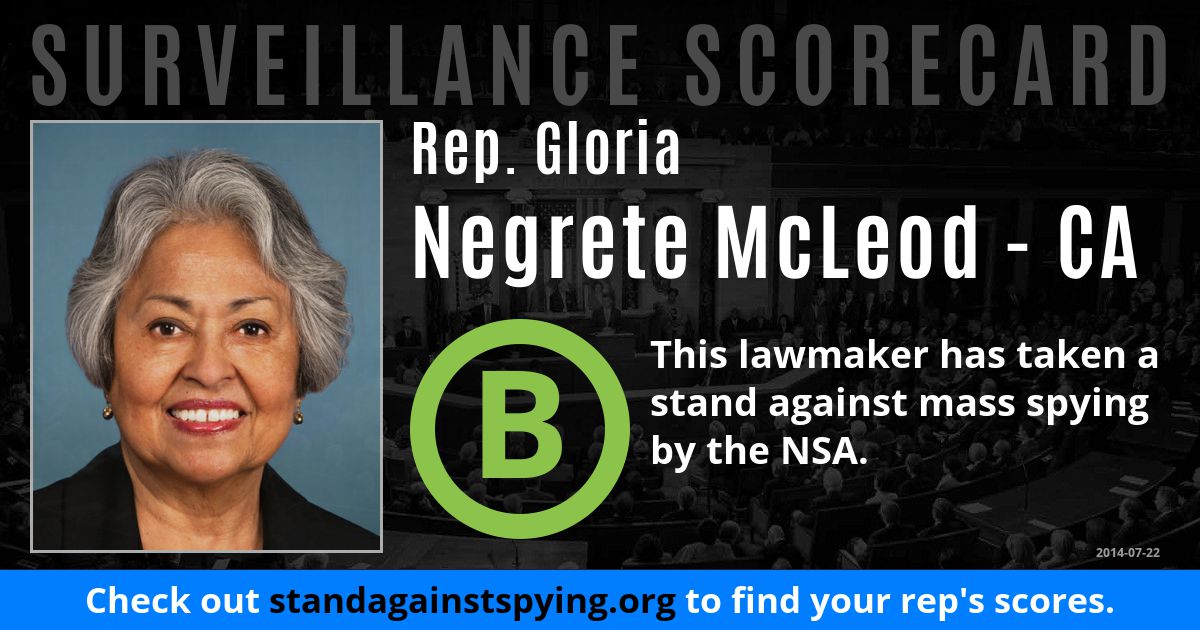 SURVEILLANCE SCORECARD
Rep. Gloria
Negrete McLeod - CA
B
This lawmaker has taken a
stand against mass spying
by the NSA.
2014-07-22
Check out standagainstspying.org to find your rep's scores.